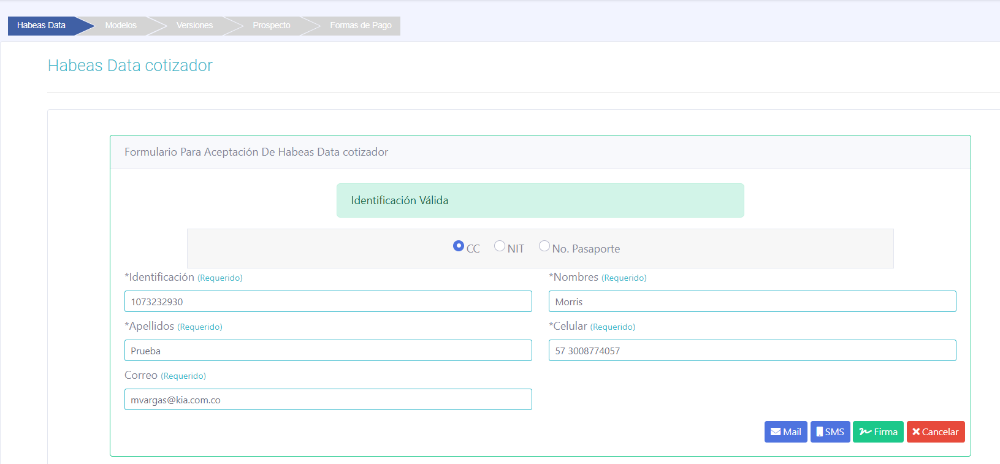 Habeas Data Modelos Versiones Prospecto Formas de Pago
Habeas Data cotizador
Formulario Para Aceptación De Habeas Data cotizador
Identificación Válida
CC NIT No. Pasaporte
*Identificación (Requerido) *Nombres (Requerido)
1073232930 Morris
*Apellidos (Requerido) *Celular (Requerido)
Prueba 57 3008774057
Correo (Requerido)
mvargas@kia.com.co
Mail SMS Firma Cancelar